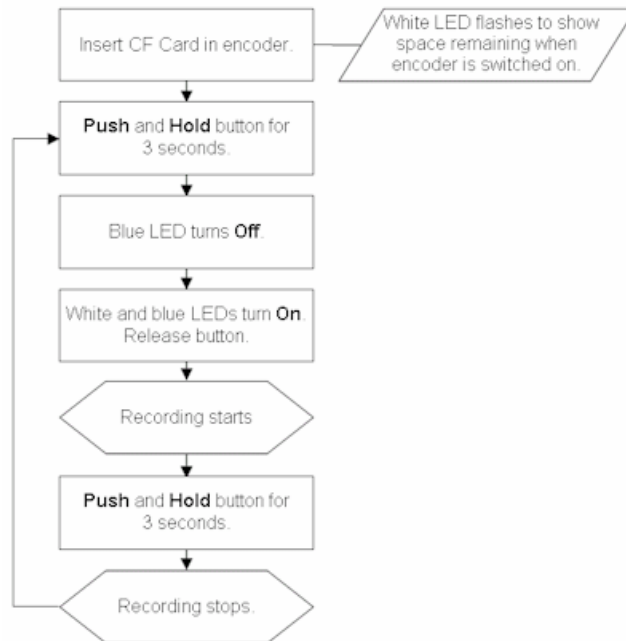 Insert CF Card in encoder.
White LED flashes to show
space remaining when
encoder is switched on.
Push and Hold button for
3 seconds.
Blue LED turns Off.
White and blue LEDs turn On.
Release button.
Recording starts
Push and Hold button for
3 seconds.
Recording stops.